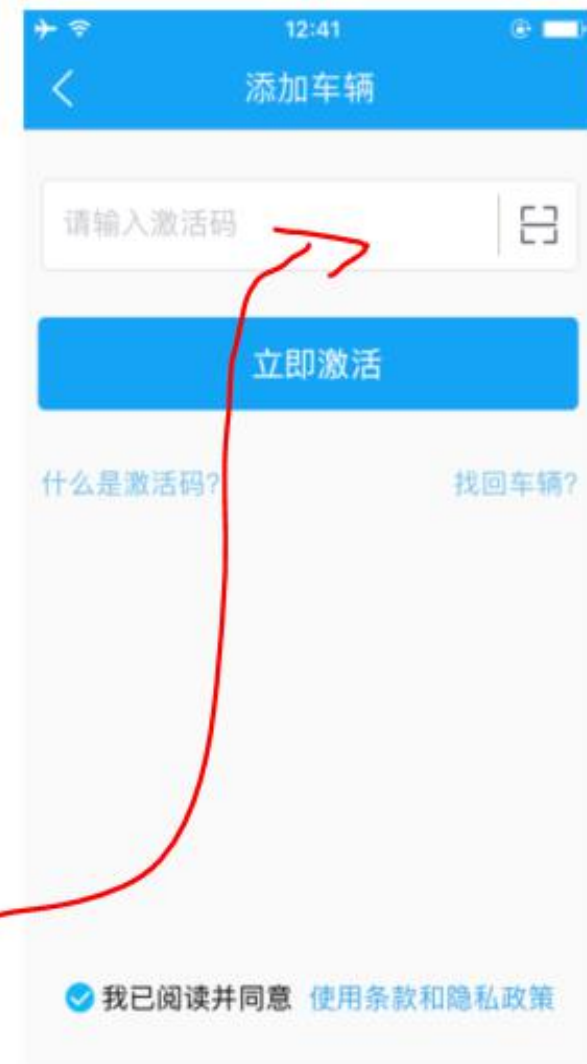 12:41
添加车辆
请输入激活码
立即激活
什么是激活码? 找回车辆?
我已阅读并同意 使用条款和隐私政策